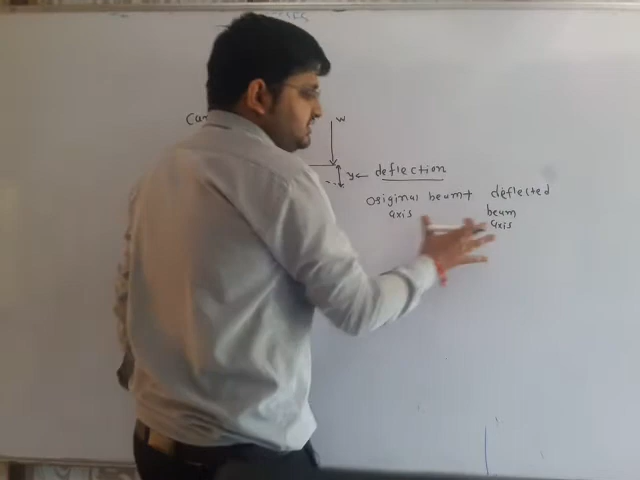 W
y ← deflection
original beam + deflected
axis beam
axis